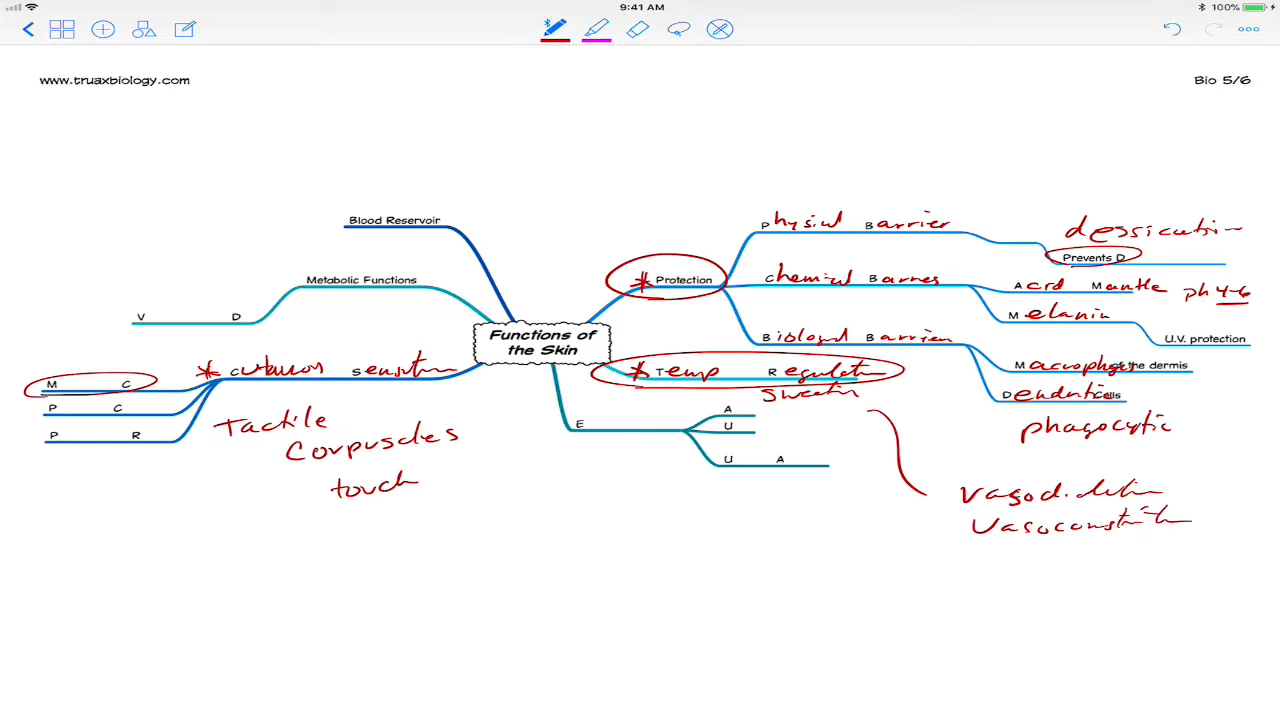 9:41 AM
100%
www.truaxbiology.com
Bio 5/6
Functions of
the Skin
Blood Reservoir
Metabolic Functions
V D
* Cutaneous Sensation
M C
P C
P R
Tactile
Corpuscles
touch
* Protection
Physical Barrier
dessication
Prevents D
Chemical Barrier
Acid Mantle ph 4-6
Melanin
U.V. protection
Biological Barrier
Macrophages of the dermis
Dendritic cells
phagocytic
* Temp Regulation
Sweating
Vasodilation
Vasoconstriction
E
A
U
U A